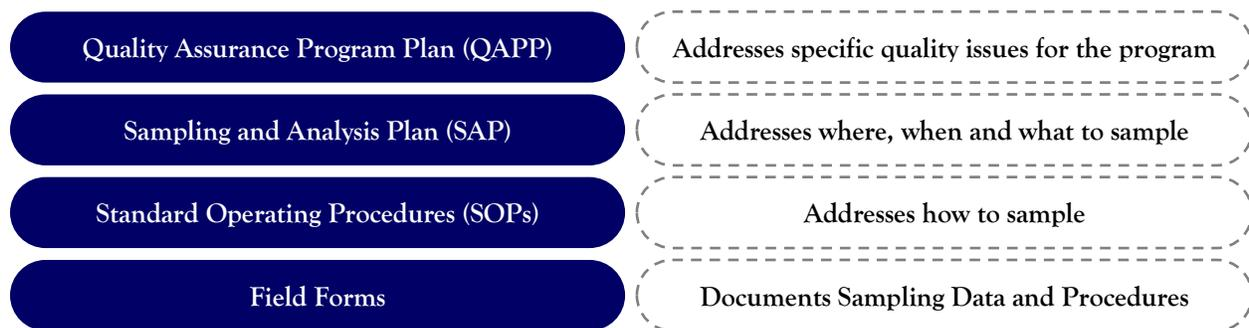 Quality Assurance Program Plan (QAPP)
Addresses specific quality issues for the program
Sampling and Analysis Plan (SAP)
Addresses where, when and what to sample
Standard Operating Procedures (SOPs)
Addresses how to sample
Field Forms
Documents Sampling Data and Procedures